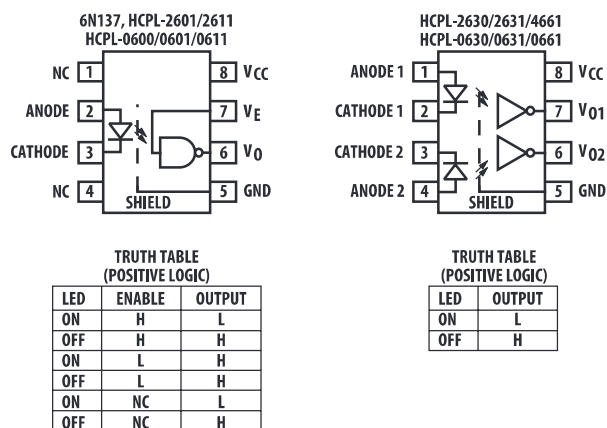 6N137, HCPL-2601/2611
HCPL-0600/0601/0611
NC 1
8 VCC
ANODE 2
7 VE
CATHODE 3
6 VO
NC 4
5 GND
SHIELD
TRUTH TABLE
(POSITIVE LOGIC)
LED ENABLE OUTPUT
ON H L
OFF H H
ON L H
OFF L H
ON NC L
OFF NC H
HCPL-2630/2631/4661
HCPL-0630/0631/0661
ANODE 1 1
8 VCC
CATHODE 1 2
7 VO1
CATHODE 2 3
6 VO2
ANODE 2 4
5 GND
SHIELD
TRUTH TABLE
(POSITIVE LOGIC)
LED OUTPUT
ON L
OFF H